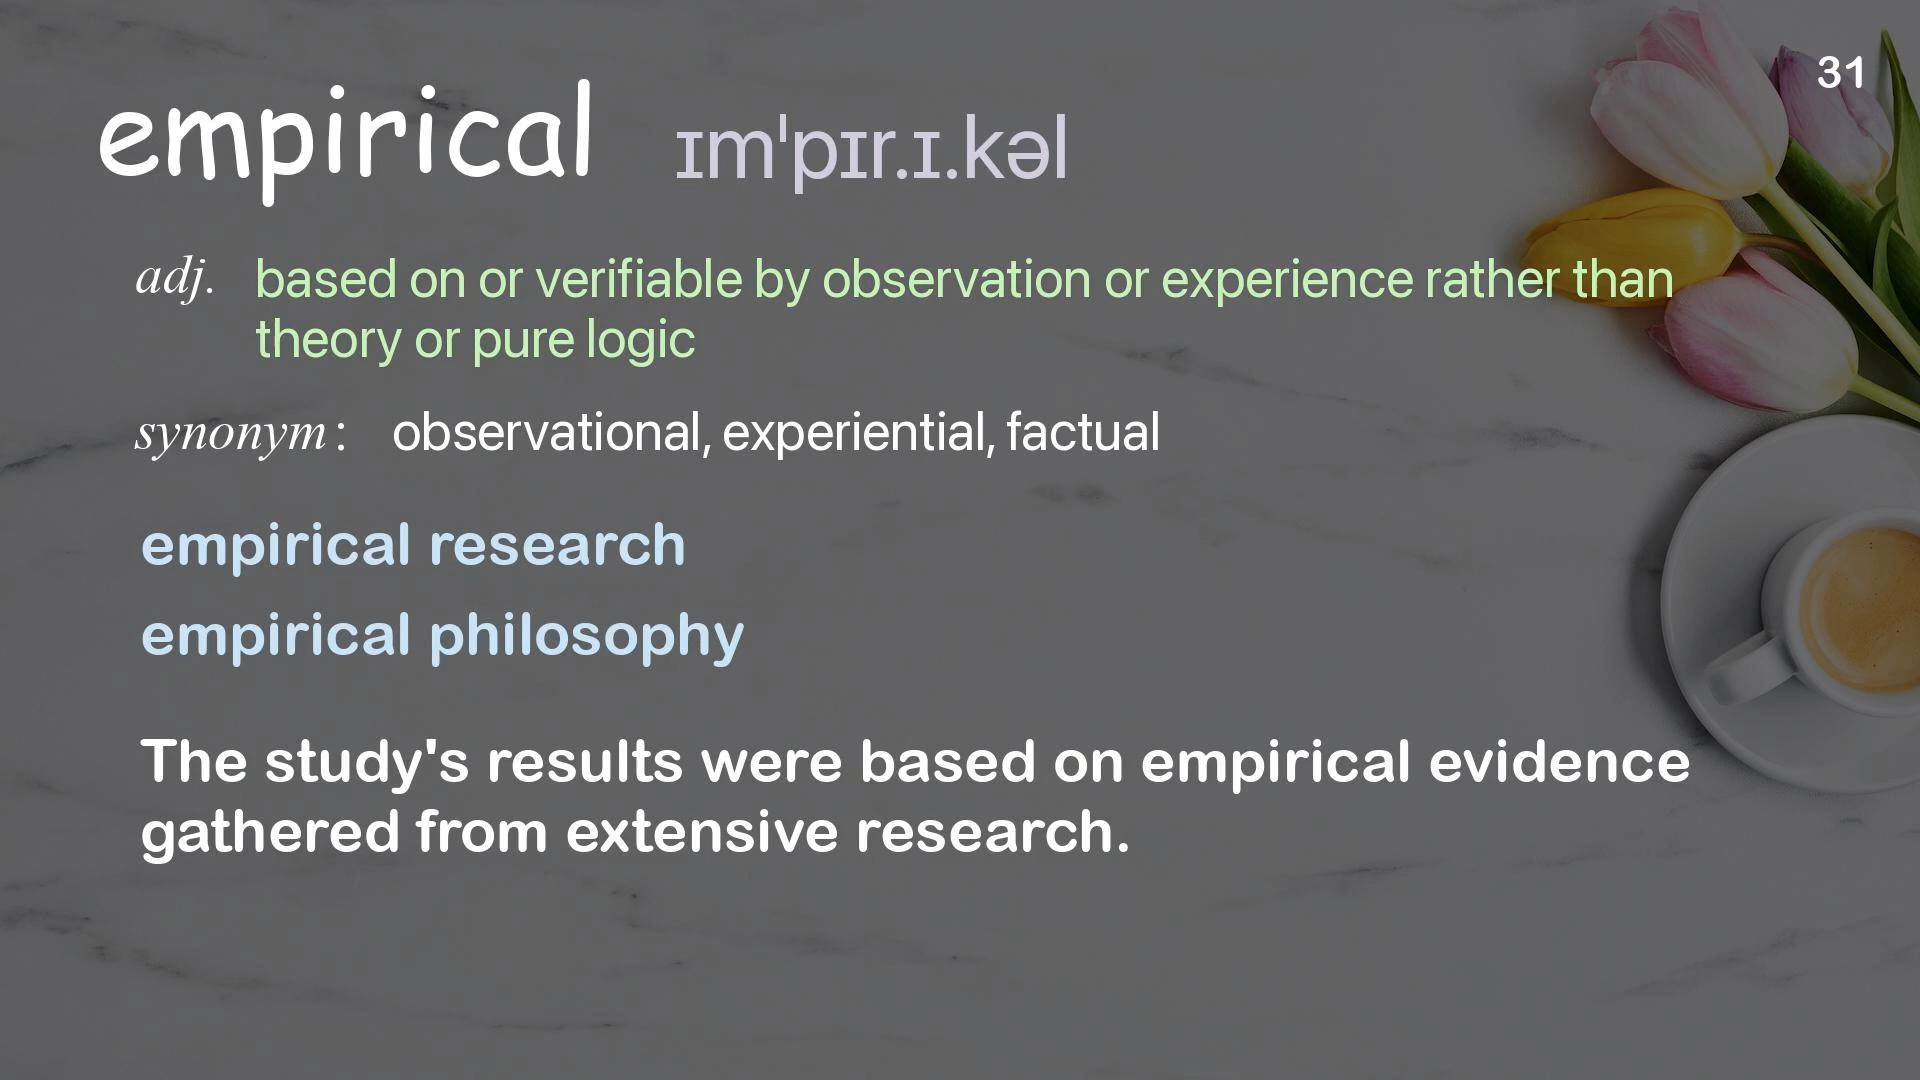 31
empirical ɪmˈpɪr.ɪ.kəl
adj. based on or verifiable by observation or experience rather than
theory or pure logic
synonym : observational, experiential, factual
empirical research
empirical philosophy
The study's results were based on empirical evidence
gathered from extensive research.